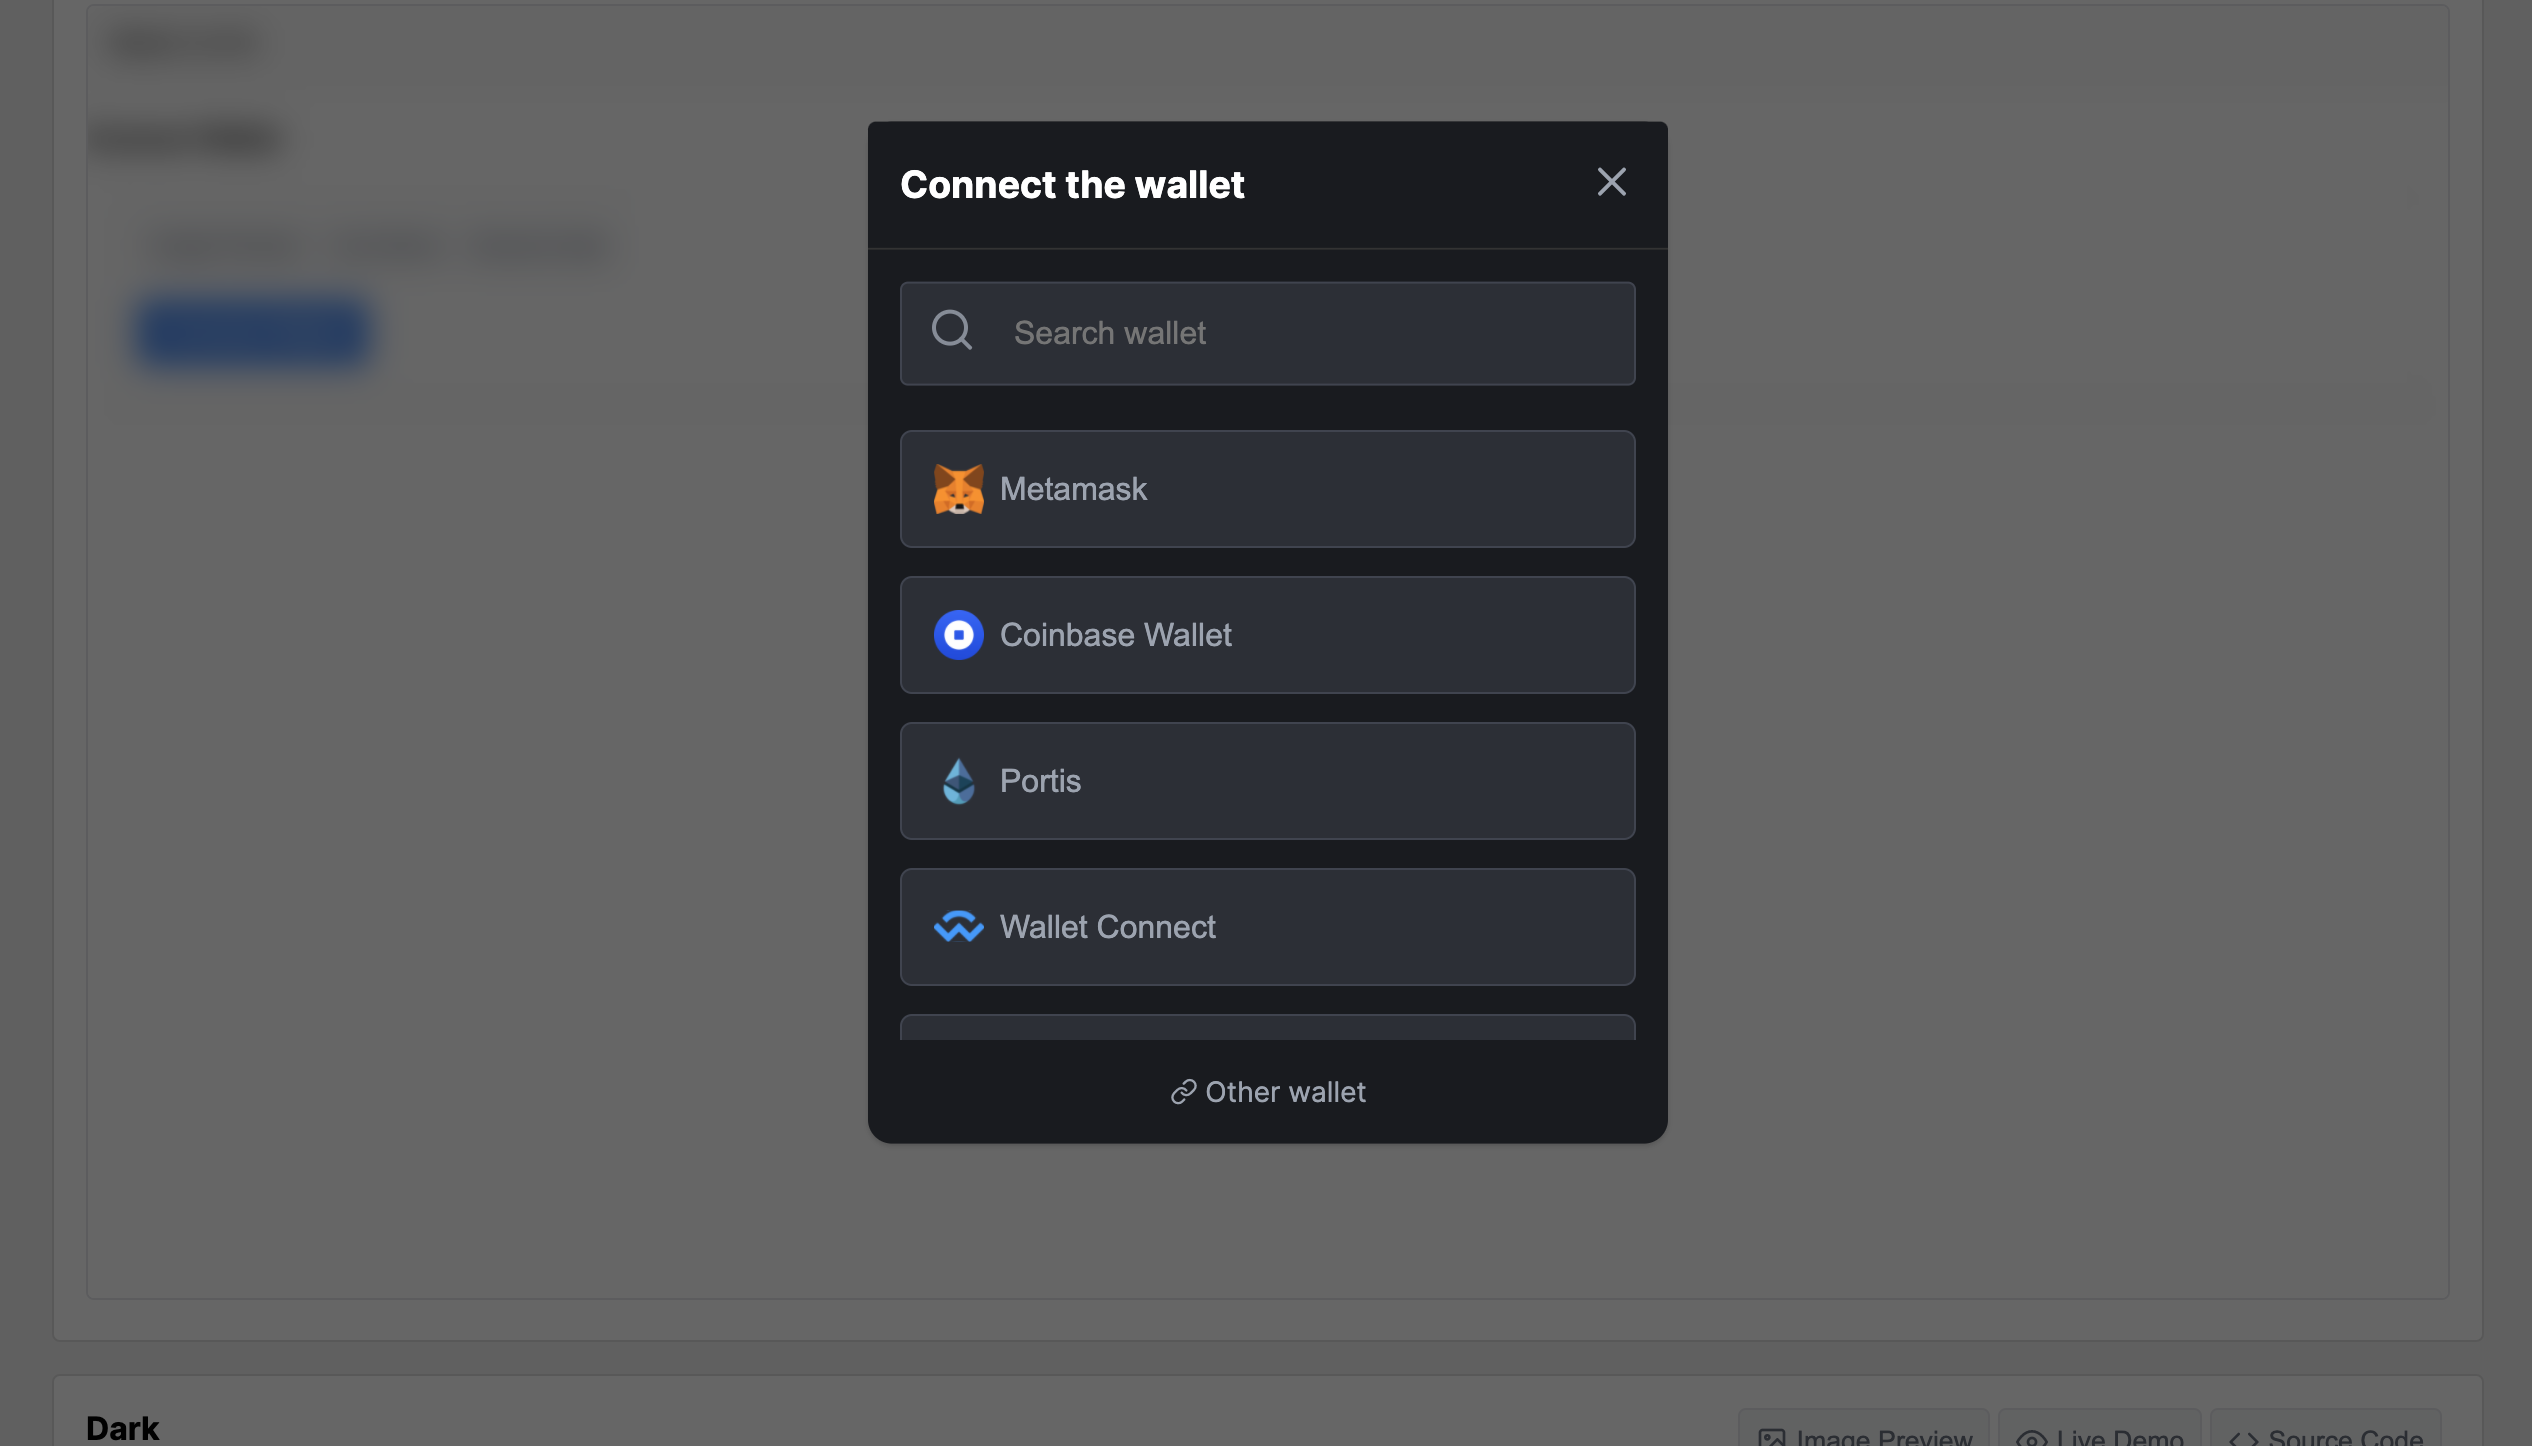 Connect the wallet
Search wallet
Metamask
Coinbase Wallet
Portis
Wallet Connect
Other wallet
Dark
Image Preview
Live Demo
Source Code